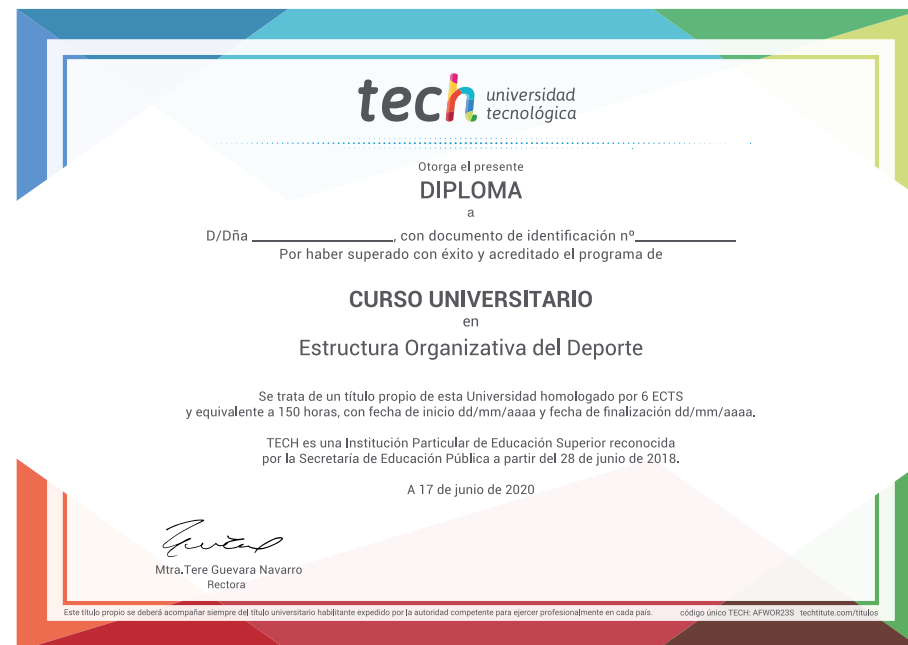 tech universidad
tecnológica
Otorga el presente
DIPLOMA
a
D/Dña ____________, con documento de identificación nº____________
Por haber superado con éxito y acreditado el programa de
CURSO UNIVERSITARIO
en
Estructura Organizativa del Deporte
Se trata de un título propio de esta Universidad homologado por 6 ECTS
y equivalente a 150 horas, con fecha de inicio dd/mm/aaaa y fecha de finalización dd/mm/aaaa.
TECH es una Institución Particular de Educación Superior reconocida
por la Secretaría de Educación Pública a partir del 28 de junio de 2018.
A 17 de junio de 2020
Mtra.Tere Guevara Navarro
Rectora
Este título propio se deberá acompañar siempre del título universitario habilitante expedido por la autoridad competente para ejercer profesionalmente en cada país. código único TECH: AFWOR23S techtitute.com/titulos